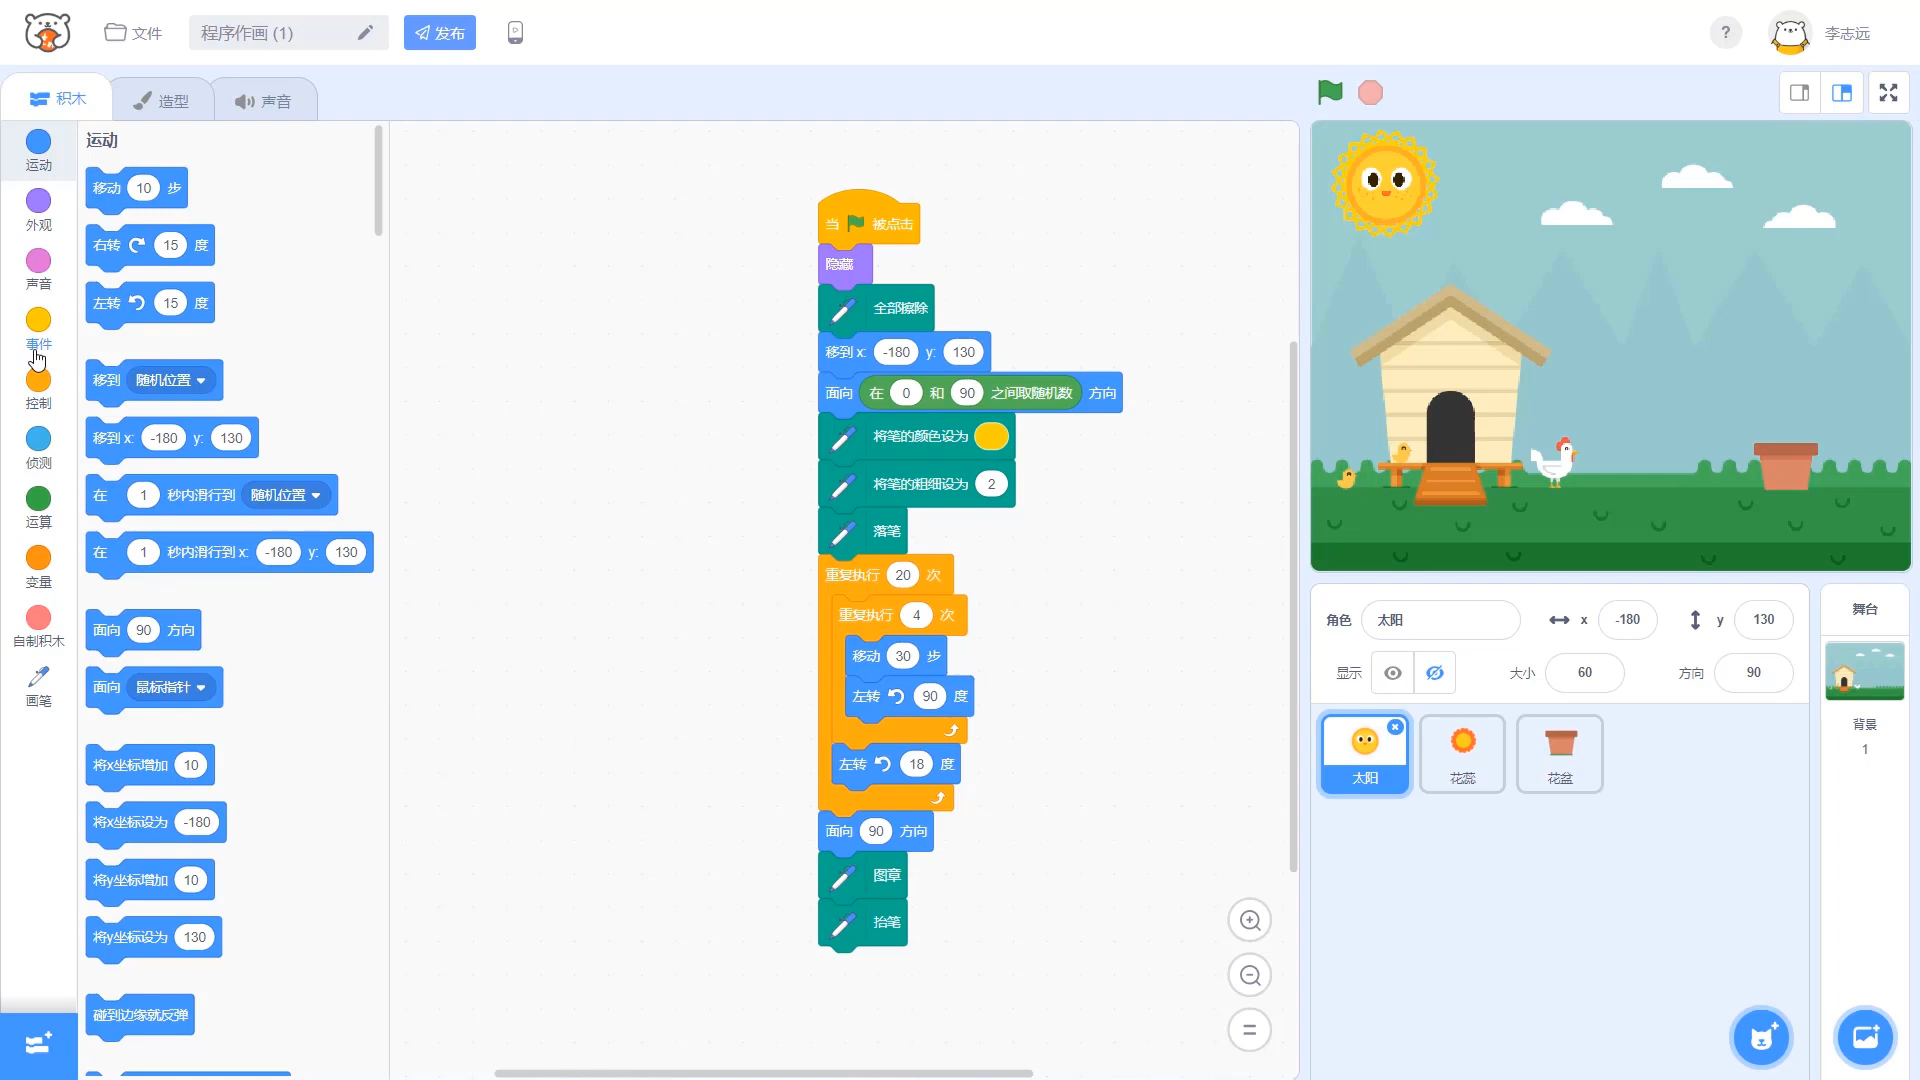 文件
程序作画 (1)
发布
?
李志远
积木
造型
声音
运动
外观
声音
事件
控制
侦测
运算
变量
自制积木
画笔
运动
移动 10 步
右转 15 度
左转 15 度
移到 随机位置
移到 x: -180 y: 130
在 1 秒内滑行到 随机位置
在 1 秒内滑行到 x: -180 y: 130
面向 90 方向
面向 鼠标指针
将x坐标增加 10
将x坐标设为 -180
将y坐标增加 10
将y坐标设为 130
碰到边缘就反弹
当 被点击
隐藏
全部擦除
移到 x: -180 y: 130
面向 在 0 和 90 之间取随机数 方向
将笔的颜色设为
将笔的粗细设为 2
落笔
重复执行 20 次
重复执行 4 次
移动 30 步
左转 90 度
左转 18 度
面向 90 方向
图章
抬笔
角色 太阳 x -180 y 130
显示 大小 60 方向 90
太阳
花蕊
花盆
舞台
背景
1